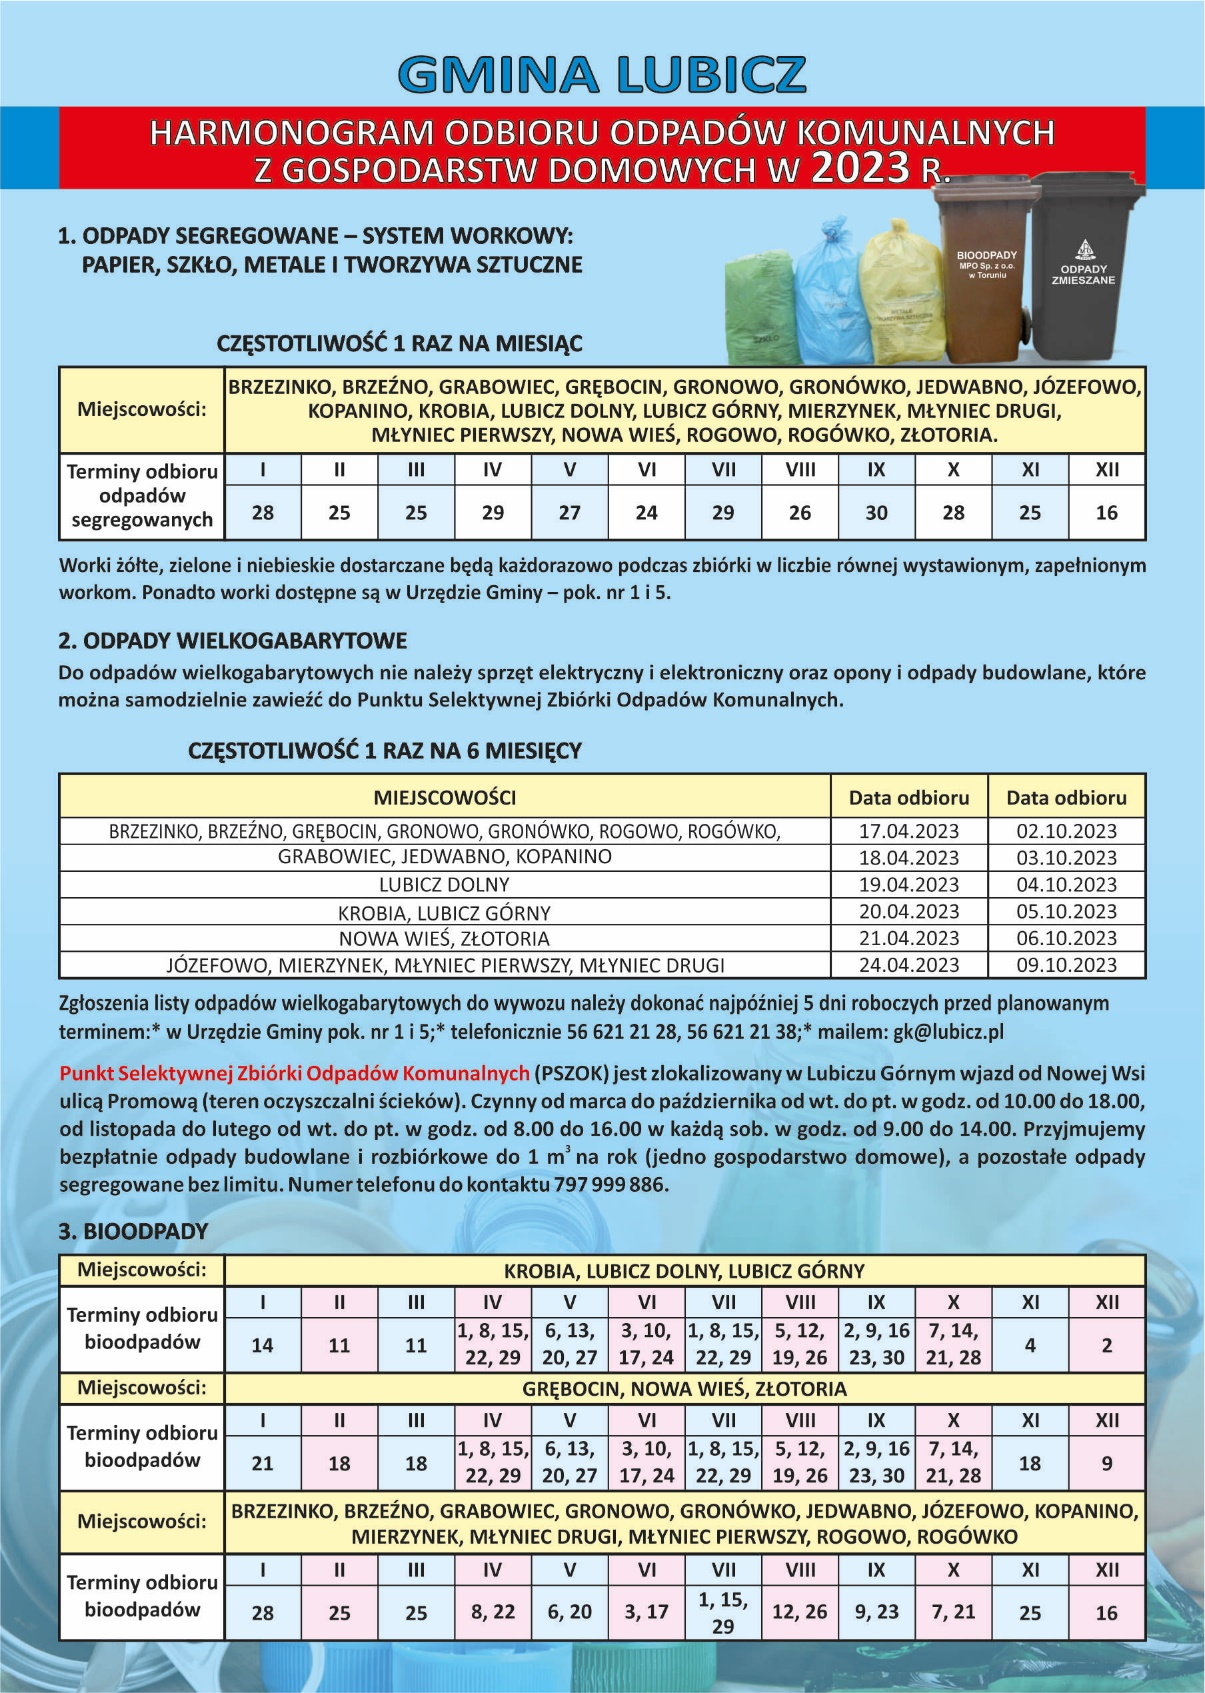 GMINA LUBICZ
HARMONOGRAM ODBIORU ODPADÓW KOMUNALNYCH
Z GOSPODARSTW DOMOWYCH W 2023 R.
1. ODPADY SEGREGOWANE – SYSTEM WORKOWY:
PAPIER, SZKŁO, METALE I TWORZYWA SZTUCZNE
BIOODPADY
MPO Sp. z o.o.
w Toruniu
ODPADY
ZMIESZANE
SZKŁO
METALE
CZĘSTOTLIWOŚĆ 1 RAZ NA MIESIĄC
Miejscowości:
BRZEZINKO, BRZEŹNO, GRABOWIEC, GRĘBOCIN, GRONOWO, GRONÓWKO, JEDWABNO, JÓZEFOWO,
KOPANINO, KROBIA, LUBICZ DOLNY, LUBICZ GÓRNY, MIERZYNEK, MŁYNIEC DRUGI,
MŁYNIEC PIERWSZY, NOWA WIEŚ, ROGOWO, ROGÓWKO, ZŁOTORIA.
Terminy odbioru
odpadów
segregowanych
I II III IV V VI VII VIII IX X XI XII
28 25 25 29 27 24 29 26 30 28 25 16
Worki żółte, zielone i niebieskie dostarczane będą każdorazowo podczas zbiórki w liczbie równej wystawionym, zapełnionym
workom. Ponadto worki dostępne są w Urzędzie Gminy – pok. nr 1 i 5.
2. ODPADY WIELKOGABARYTOWE
Do odpadów wielkogabarytowych nie należy sprzęt elektryczny i elektroniczny oraz opony i odpady budowlane, które
można samodzielnie zawieźć do Punktu Selektywnej Zbiórki Odpadów Komunalnych.
CZĘSTOTLIWOŚĆ 1 RAZ NA 6 MIESIĘCY
MIEJSCOWOŚCI Data odbioru Data odbioru
BRZEZINKO, BRZEŹNO, GRĘBOCIN, GRONOWO, GRONÓWKO, ROGOWO, ROGÓWKO, 17.04.2023 02.10.2023
GRABOWIEC, JEDWABNO, KOPANINO 18.04.2023 03.10.2023
LUBICZ DOLNY 19.04.2023 04.10.2023
KROBIA, LUBICZ GÓRNY 20.04.2023 05.10.2023
NOWA WIEŚ, ZŁOTORIA 21.04.2023 06.10.2023
JÓZEFOWO, MIERZYNEK, MŁYNIEC PIERWSZY, MŁYNIEC DRUGI 24.04.2023 09.10.2023
Zgłoszenia listy odpadów wielkogabarytowych do wywozu należy dokonać najpóźniej 5 dni roboczych przed planowanym
terminem:* w Urzędzie Gminy pok. nr 1 i 5;* telefonicznie 56 621 21 28, 56 621 21 38;* mailem: gk@lubicz.pl
Punkt Selektywnej Zbiórki Odpadów Komunalnych (PSZOK) jest zlokalizowany w Lubiczu Górnym wjazd od Nowej Wsi
ulicą Promową (teren oczyszczalni ścieków). Czynny od marca do października od wt. do pt. w godz. od 10.00 do 18.00,
od listopada do lutego od wt. do pt. w godz. od 8.00 do 16.00 w każdą sob. w godz. od 9.00 do 14.00. Przyjmujemy
bezpłatnie odpady budowlane i rozbiórkowe do 1 m³ na rok (jedno gospodarstwo domowe), a pozostałe odpady
segregowane bez limitu. Numer telefonu do kontaktu 797 999 886.
3. BIOODPADY
Miejscowości: KROBIA, LUBICZ DOLNY, LUBICZ GÓRNY
Terminy odbioru
bioodpadów
I II III IV V VI VII VIII IX X XI XII
14 11 11 1, 8, 15, 22, 29 6, 13, 20, 27 3, 10, 17, 24 1, 8, 15, 22, 29 5, 12, 19, 26 2, 9, 16 23, 30 7, 14, 21, 28 4 2
Miejscowości: GRĘBOCIN, NOWA WIEŚ, ZŁOTORIA
Terminy odbioru
bioodpadów
I II III IV V VI VII VIII IX X XI XII
21 18 18 1, 8, 15, 22, 29 6, 13, 20, 27 3, 10, 17, 24 1, 8, 15, 22, 29 5, 12, 19, 26 2, 9, 16 23, 30 7, 14, 21, 28 18 9
Miejscowości:
BRZEZINKO, BRZEŹNO, GRABOWIEC, GRONOWO, GRONÓWKO, JEDWABNO, JÓZEFOWO, KOPANINO,
MIERZYNEK, MŁYNIEC DRUGI, MŁYNIEC PIERWSZY, ROGOWO, ROGÓWKO
Terminy odbioru
bioodpadów
I II III IV V VI VII VIII IX X XI XII
28 25 25 8, 22 6, 20 3, 17 1, 15, 29 12, 26 9, 23 7, 21 25 16